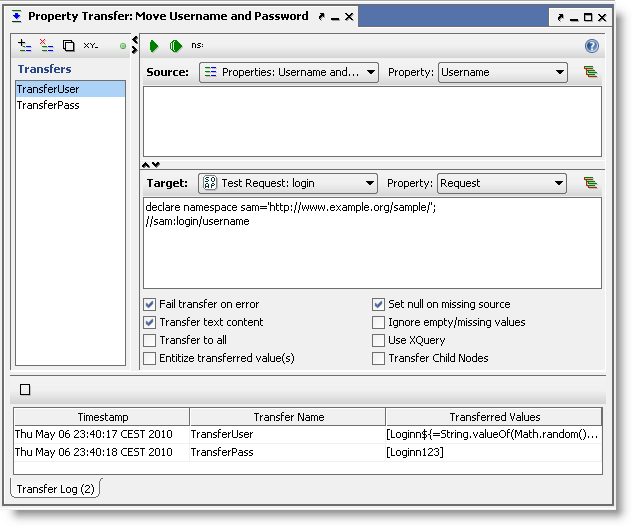 Property Transfer: Move Username and Password
XY..
ns:
?
Transfers
TransferUser
TransferPass
Source: Properties: Username and... Property: Username
Target: SOAP Test Request: login Property: Request
declare namespace sam='http://www.example.org/sample/';
//sam:login/username
Fail transfer on error Set null on missing source
Transfer text content Ignore empty/missing values
Transfer to all Use XQuery
Entitize transferred value(s) Transfer Child Nodes
Timestamp Transfer Name Transferred Values
Thu May 06 23:40:17 CEST 2010 TransferUser [Loginn${=String.valueOf(Math.random()...
Thu May 06 23:40:18 CEST 2010 TransferPass [Loginn123]
Transfer Log (2)